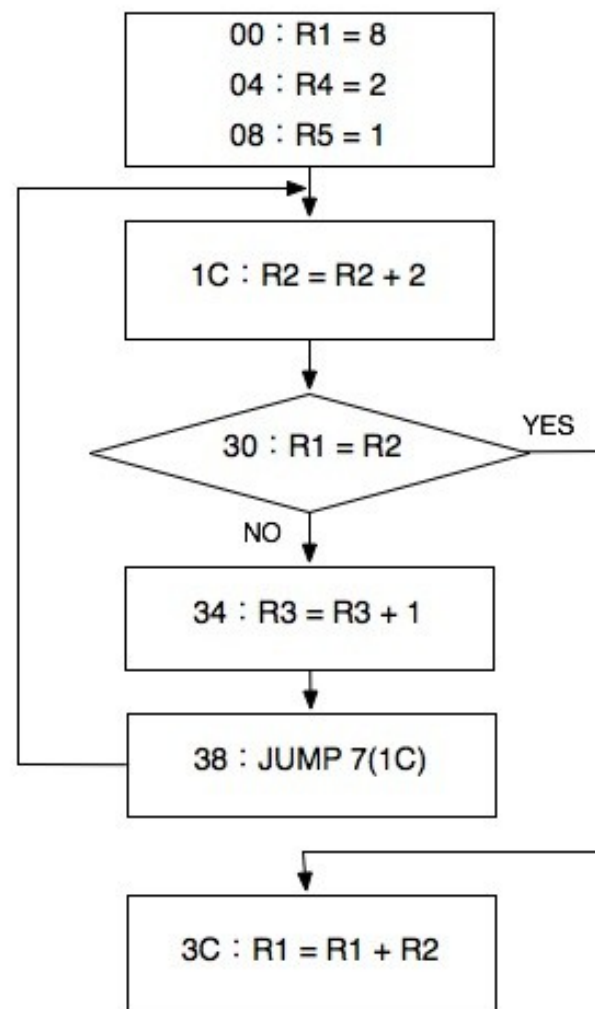 00：R1 = 8
04：R4 = 2
08：R5 = 1
1C：R2 = R2 + 2
30：R1 = R2
YES
NO
34：R3 = R3 + 1
38：JUMP 7(1C)
3C：R1 = R1 + R2